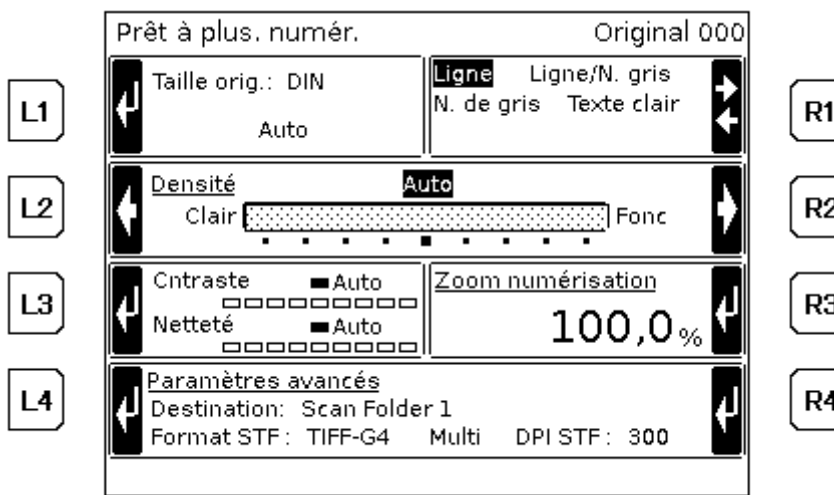 Prêt à plus. numér. Original 000
L1
Taille orig.: DIN
Auto
Ligne Ligne/N. gris
N. de gris Texte clair
R1
L2
Densité Auto
Clair Fonc
R2
L3
Cntraste Auto
Netteté Auto
Zoom numérisation
100,0 %
R3
L4
Paramètres avancés
Destination: Scan Folder 1
Format STF : TIFF-G4 Multi DPI STF : 300
R4